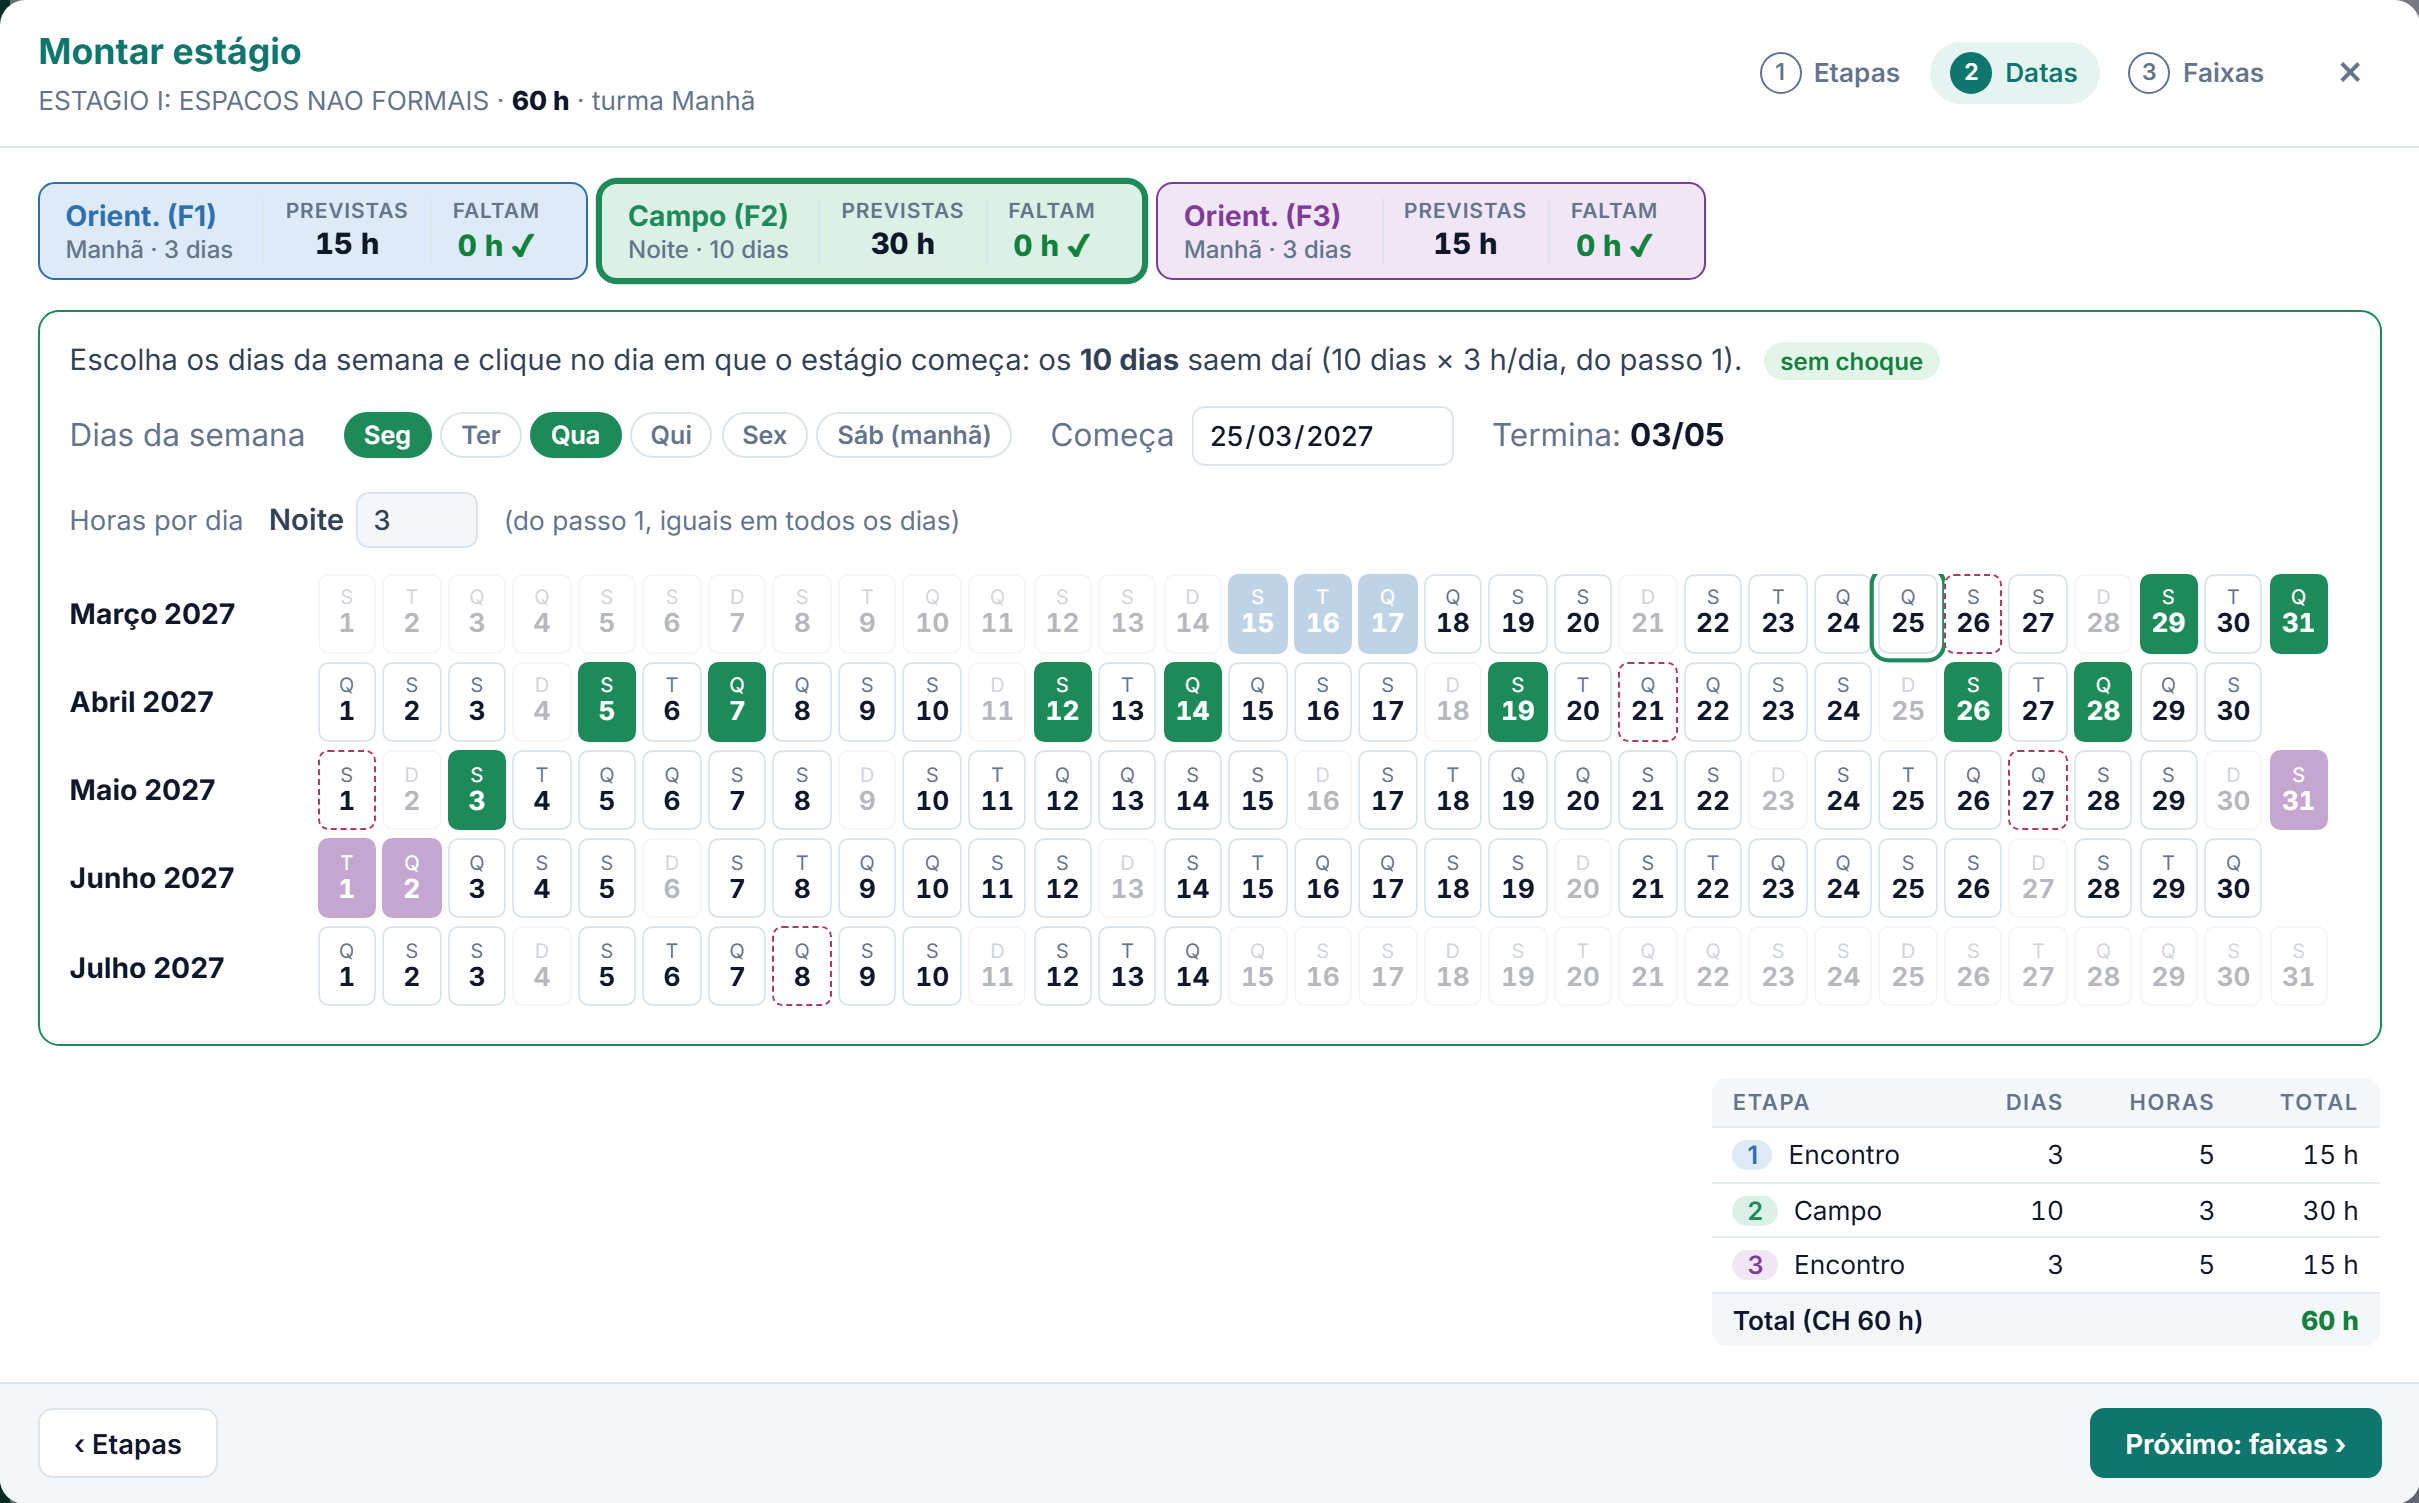 Montar estágio
ESTAGIO I: ESPACOS NAO FORMAIS · 60 h · turma Manhã
1 Etapas 2 Datas 3 Faixas ✕
Orient. (F1) PREVISTAS FALTAM
Manhã · 3 dias 15 h 0 h ✓
Campo (F2) PREVISTAS FALTAM
Noite · 10 dias 30 h 0 h ✓
Orient. (F3) PREVISTAS FALTAM
Manhã · 3 dias 15 h 0 h ✓
Escolha os dias da semana e clique no dia em que o estágio começa: os 10 dias saem daí (10 dias × 3 h/dia, do passo 1). sem choque
Dias da semana Seg Ter Qua Qui Sex Sáb (manhã) Começa 25/03/2027 Termina: 03/05
Horas por dia Noite 3 (do passo 1, iguais em todos os dias)
S T Q Q S S D S T Q Q S S D S T Q Q S S D S T Q Q S S D S T Q
Março 2027 1 2 3 4 5 6 7 8 9 10 11 12 13 14 15 16 17 18 19 20 21 22 23 24 25 26 27 28 29 30 31
Q S S D S T Q Q S S D S T Q Q S S D S T Q Q S S D S T Q Q S
Abril 2027 1 2 3 4 5 6 7 8 9 10 11 12 13 14 15 16 17 18 19 20 21 22 23 24 25 26 27 28 29 30
S D S T Q Q S S D S T Q Q S S D S T Q Q S S D S T Q Q S S D S
Maio 2027 1 2 3 4 5 6 7 8 9 10 11 12 13 14 15 16 17 18 19 20 21 22 23 24 25 26 27 28 29 30 31
T Q Q S S D S T Q Q S S D S T Q Q S S D S T Q Q S S D S T Q
Junho 2027 1 2 3 4 5 6 7 8 9 10 11 12 13 14 15 16 17 18 19 20 21 22 23 24 25 26 27 28 29 30
Q S S D S T Q Q S S D S T Q Q S S D S T Q Q S S D S T Q Q S S
Julho 2027 1 2 3 4 5 6 7 8 9 10 11 12 13 14 15 16 17 18 19 20 21 22 23 24 25 26 27 28 29 30 31
ETAPA DIAS HORAS TOTAL
1 Encontro 3 5 15 h
2 Campo 10 3 30 h
3 Encontro 3 5 15 h
Total (CH 60 h) 60 h
‹ Etapas
Próximo: faixas ›